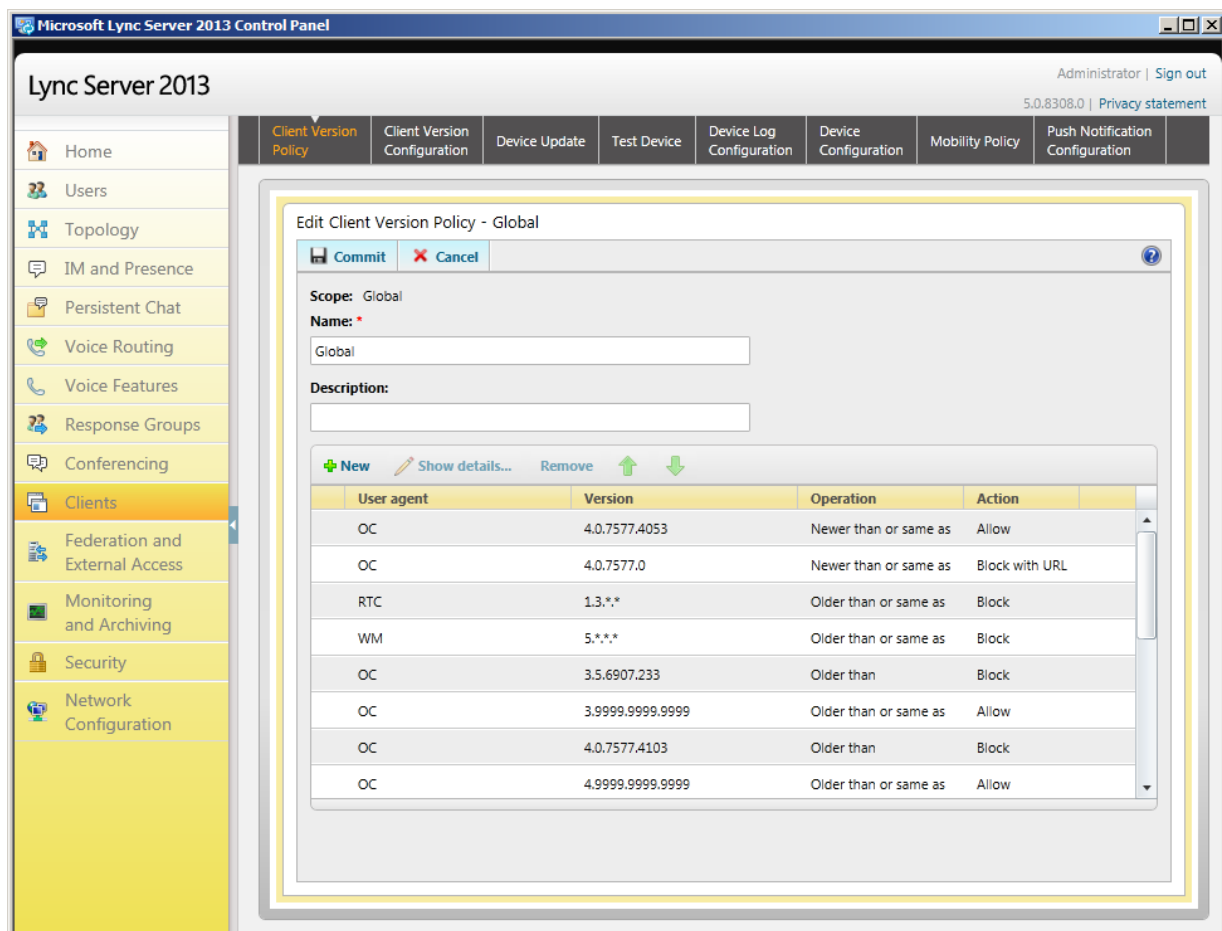 Microsoft Lync Server 2013 Control Panel
Lync Server 2013
Administrator | Sign out
5.0.8308.0 | Privacy statement
Home
Users
Topology
IM and Presence
Persistent Chat
Voice Routing
Voice Features
Response Groups
Conferencing
Clients
Federation and
External Access
Monitoring
and Archiving
Security
Network
Configuration
Client Version
Policy
Client Version
Configuration
Device Update
Test Device
Device Log
Configuration
Device
Configuration
Mobility Policy
Push Notification
Configuration
Edit Client Version Policy - Global
Commit
Cancel
Scope: Global
Name: *
Global
Description:
New Show details... Remove
User agent Version Operation Action
OC 4.0.7577.4053 Newer than or same as Allow
OC 4.0.7577.0 Newer than or same as Block with URL
RTC 1.3.*.* Older than or same as Block
WM 5.*.*.* Older than or same as Block
OC 3.5.6907.233 Older than Block
OC 3.9999.9999.9999 Older than or same as Allow
OC 4.0.7577.4103 Older than Block
OC 4.9999.9999.9999 Older than or same as Allow